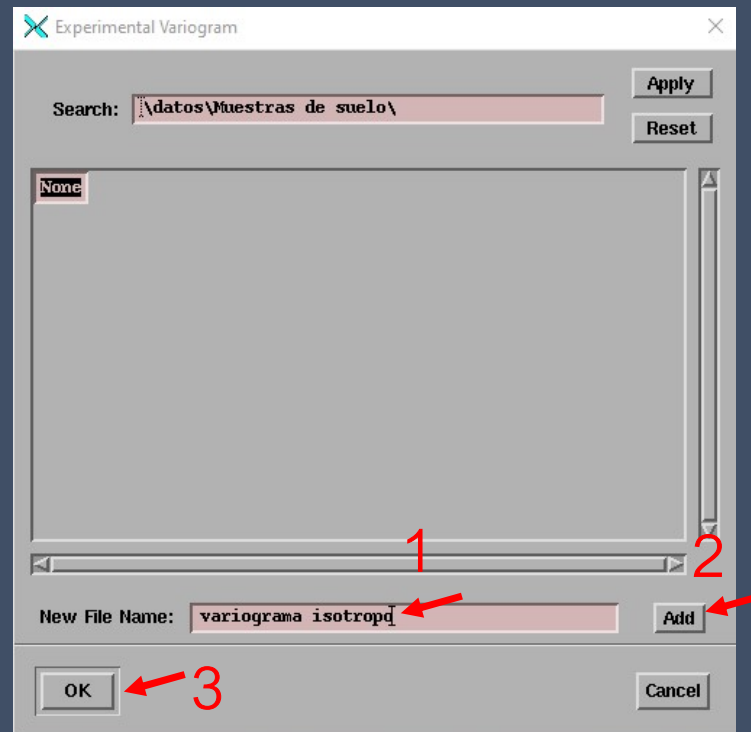 Experimental Variogram
Apply
Search: \datos\Muestras de suelo\
Reset
None
1
2
New File Name: variograma isotropo
Add
OK
3
Cancel